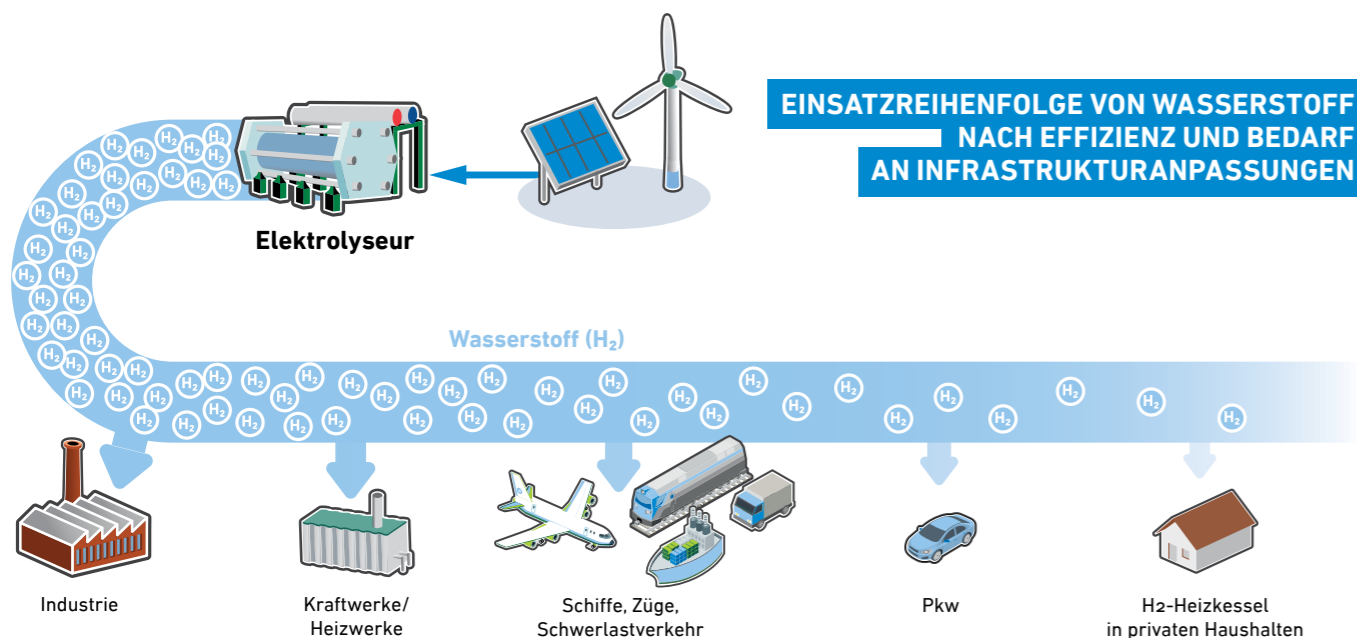 EINSATZREIHENFOLGE VON WASSERSTOFF
NACH EFFIZIENZ UND BEDARF
AN INFRASTRUKTURANPASSUNGEN
H₂
Elektrolyseur
Wasserstoff (H₂)
Industrie
Kraftwerke/
Heizwerke
Schiffe, Züge,
Schwerlastverkehr
Pkw
H2-Heizkessel
in privaten Haushalten